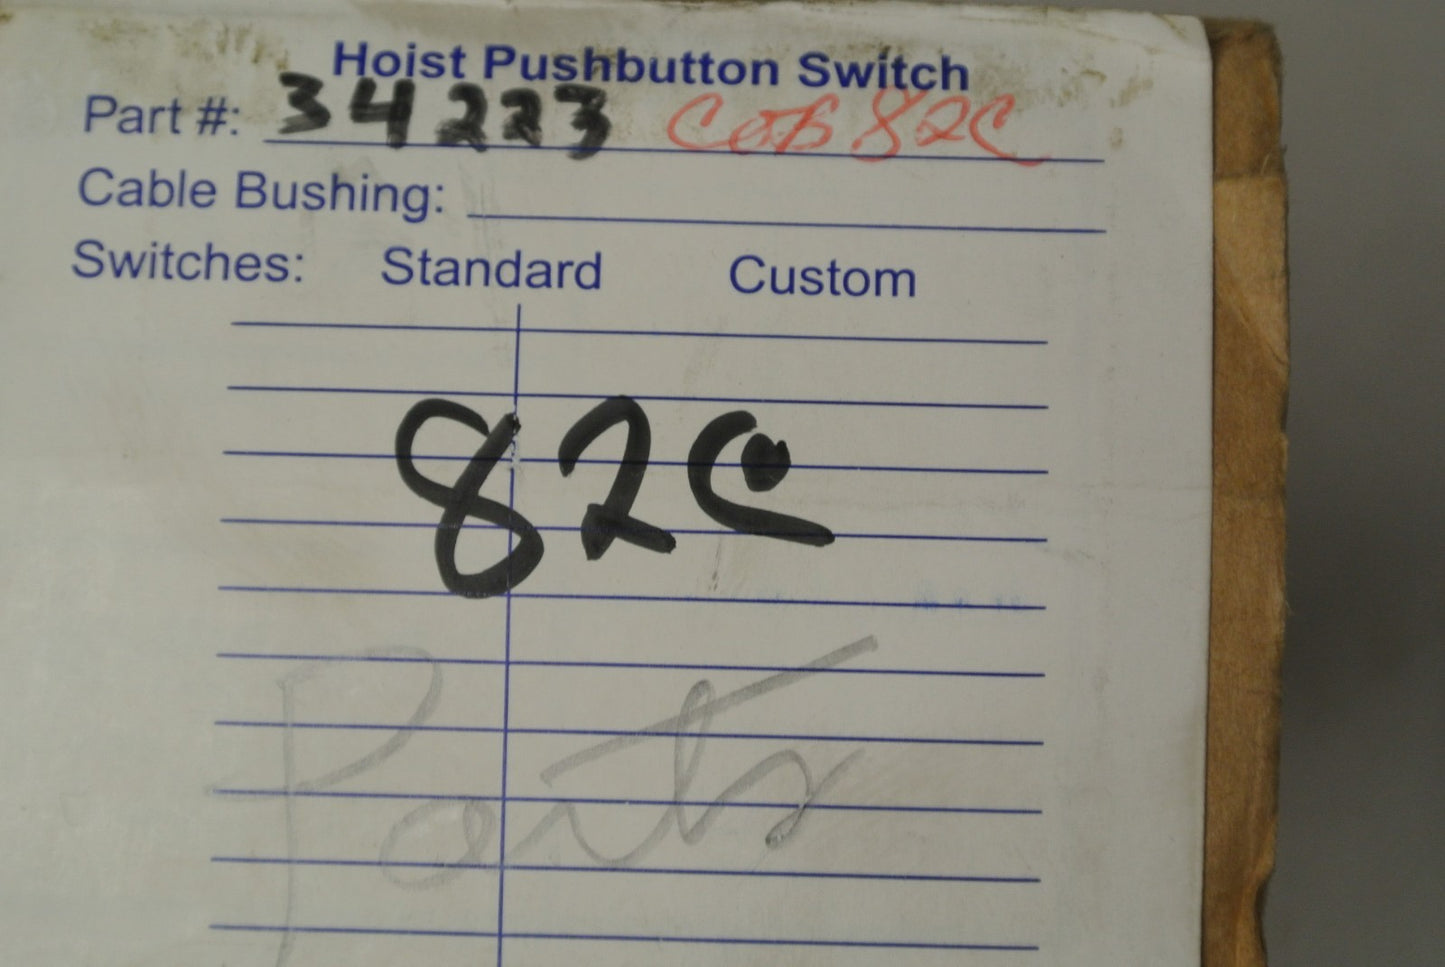 Hoist Pushbutton Switch
Part #: 34223 COB 82C
Cable Bushing:
Switches: Standard Custom
82C
Parts